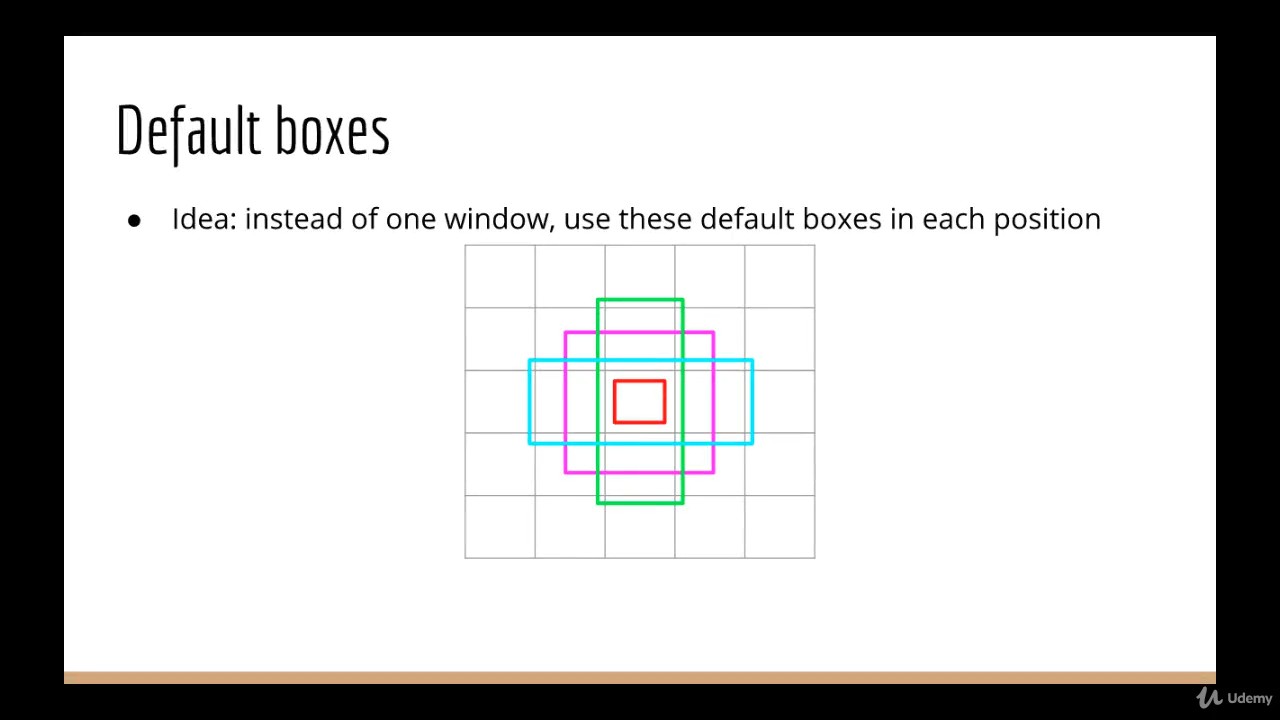 Default boxes
● Idea: instead of one window, use these default boxes in each position
Udemy